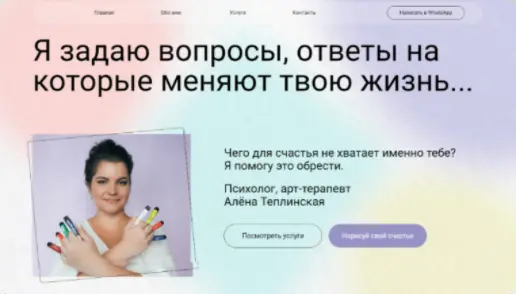 Главная Обо мне Услуги Контакты Написать в WhatsApp
Я задаю вопросы, ответы на
которые меняют твою жизнь...
Чего для счастья не хватает именно тебе?
Я помогу это обрести.
Психолог, арт-терапевт
Алёна Теплинская
Посмотреть услуги Нарисуй своё счастье